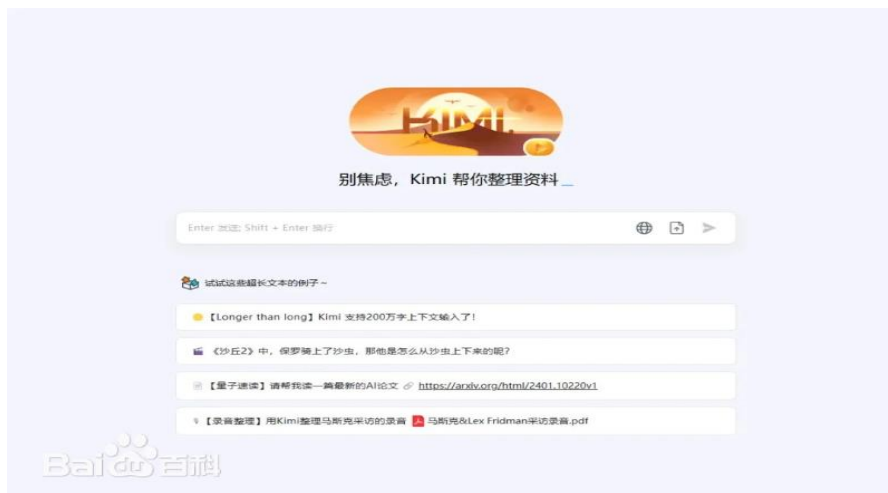 KIMI.
别焦虑，Kimi 帮你整理资料_
Enter 发送; Shift + Enter 换行
试试这些超长文本的例子~
【Longer than long】Kimi 支持200万字上下文输入了!
《沙丘2》中，保罗骑上了沙虫，那他是怎么从沙虫上下来的呢?
【量子速读】请帮我读一篇最新的AI论文 https://arxiv.org/html/2401.10220v1
【录音整理】用Kimi整理马斯克采访的录音 马斯克&Lex Fridman采访录音.pdf
Bai du 百科